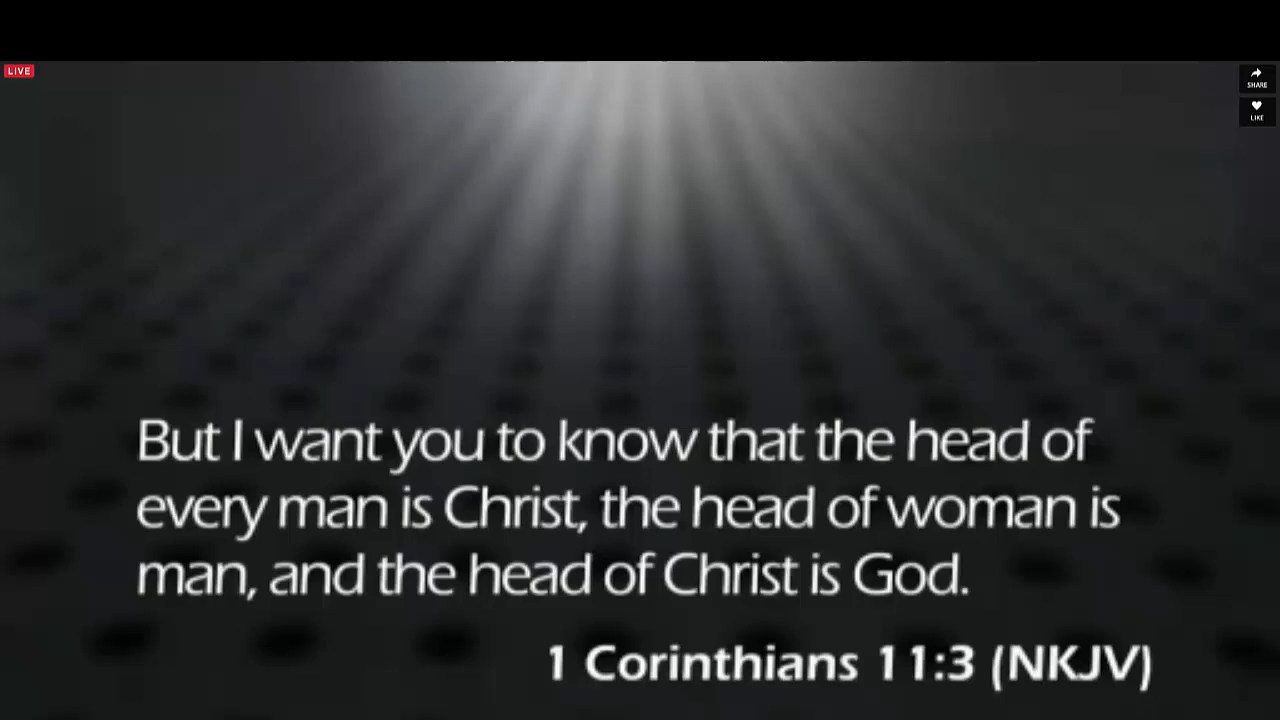 LIVE
SHARE
LIKE
But I want you to know that the head of
every man is Christ, the head of woman is
man, and the head of Christ is God.
1 Corinthians 11:3 (NKJV)